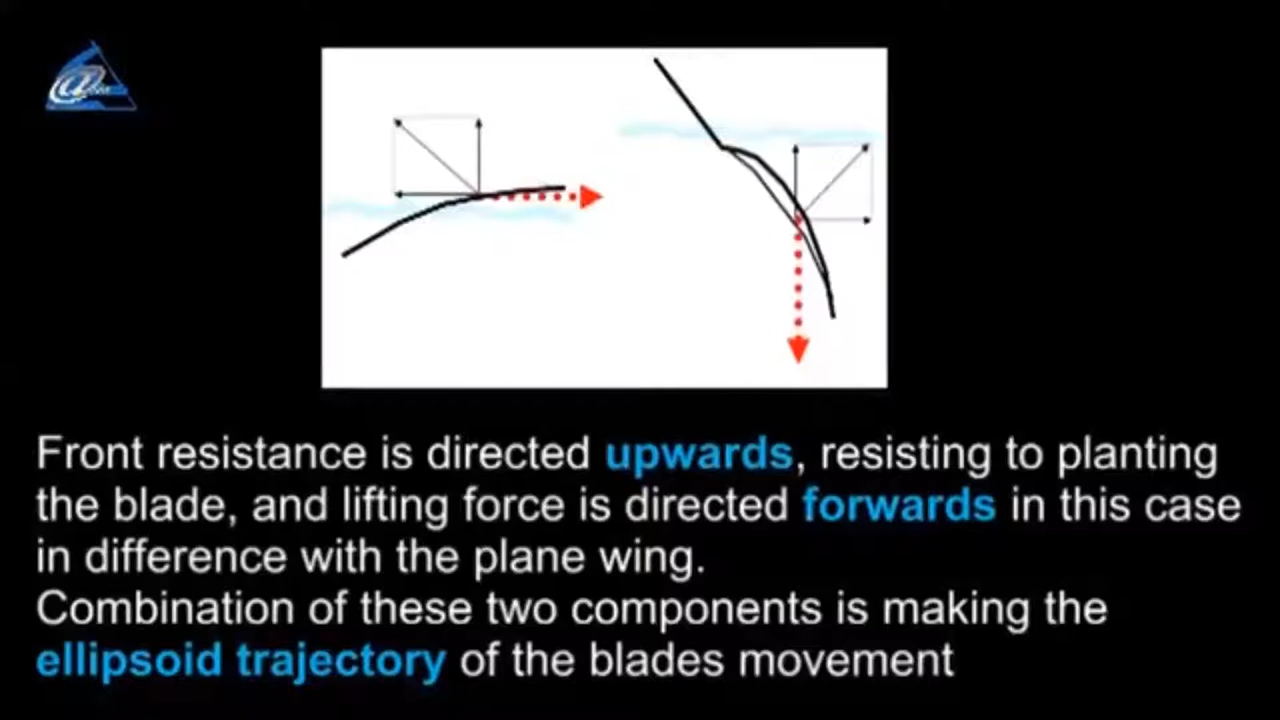 Front resistance is directed upwards, resisting to planting
the blade, and lifting force is directed forwards in this case
in difference with the plane wing.
Combination of these two components is making the
ellipsoid trajectory of the blades movement